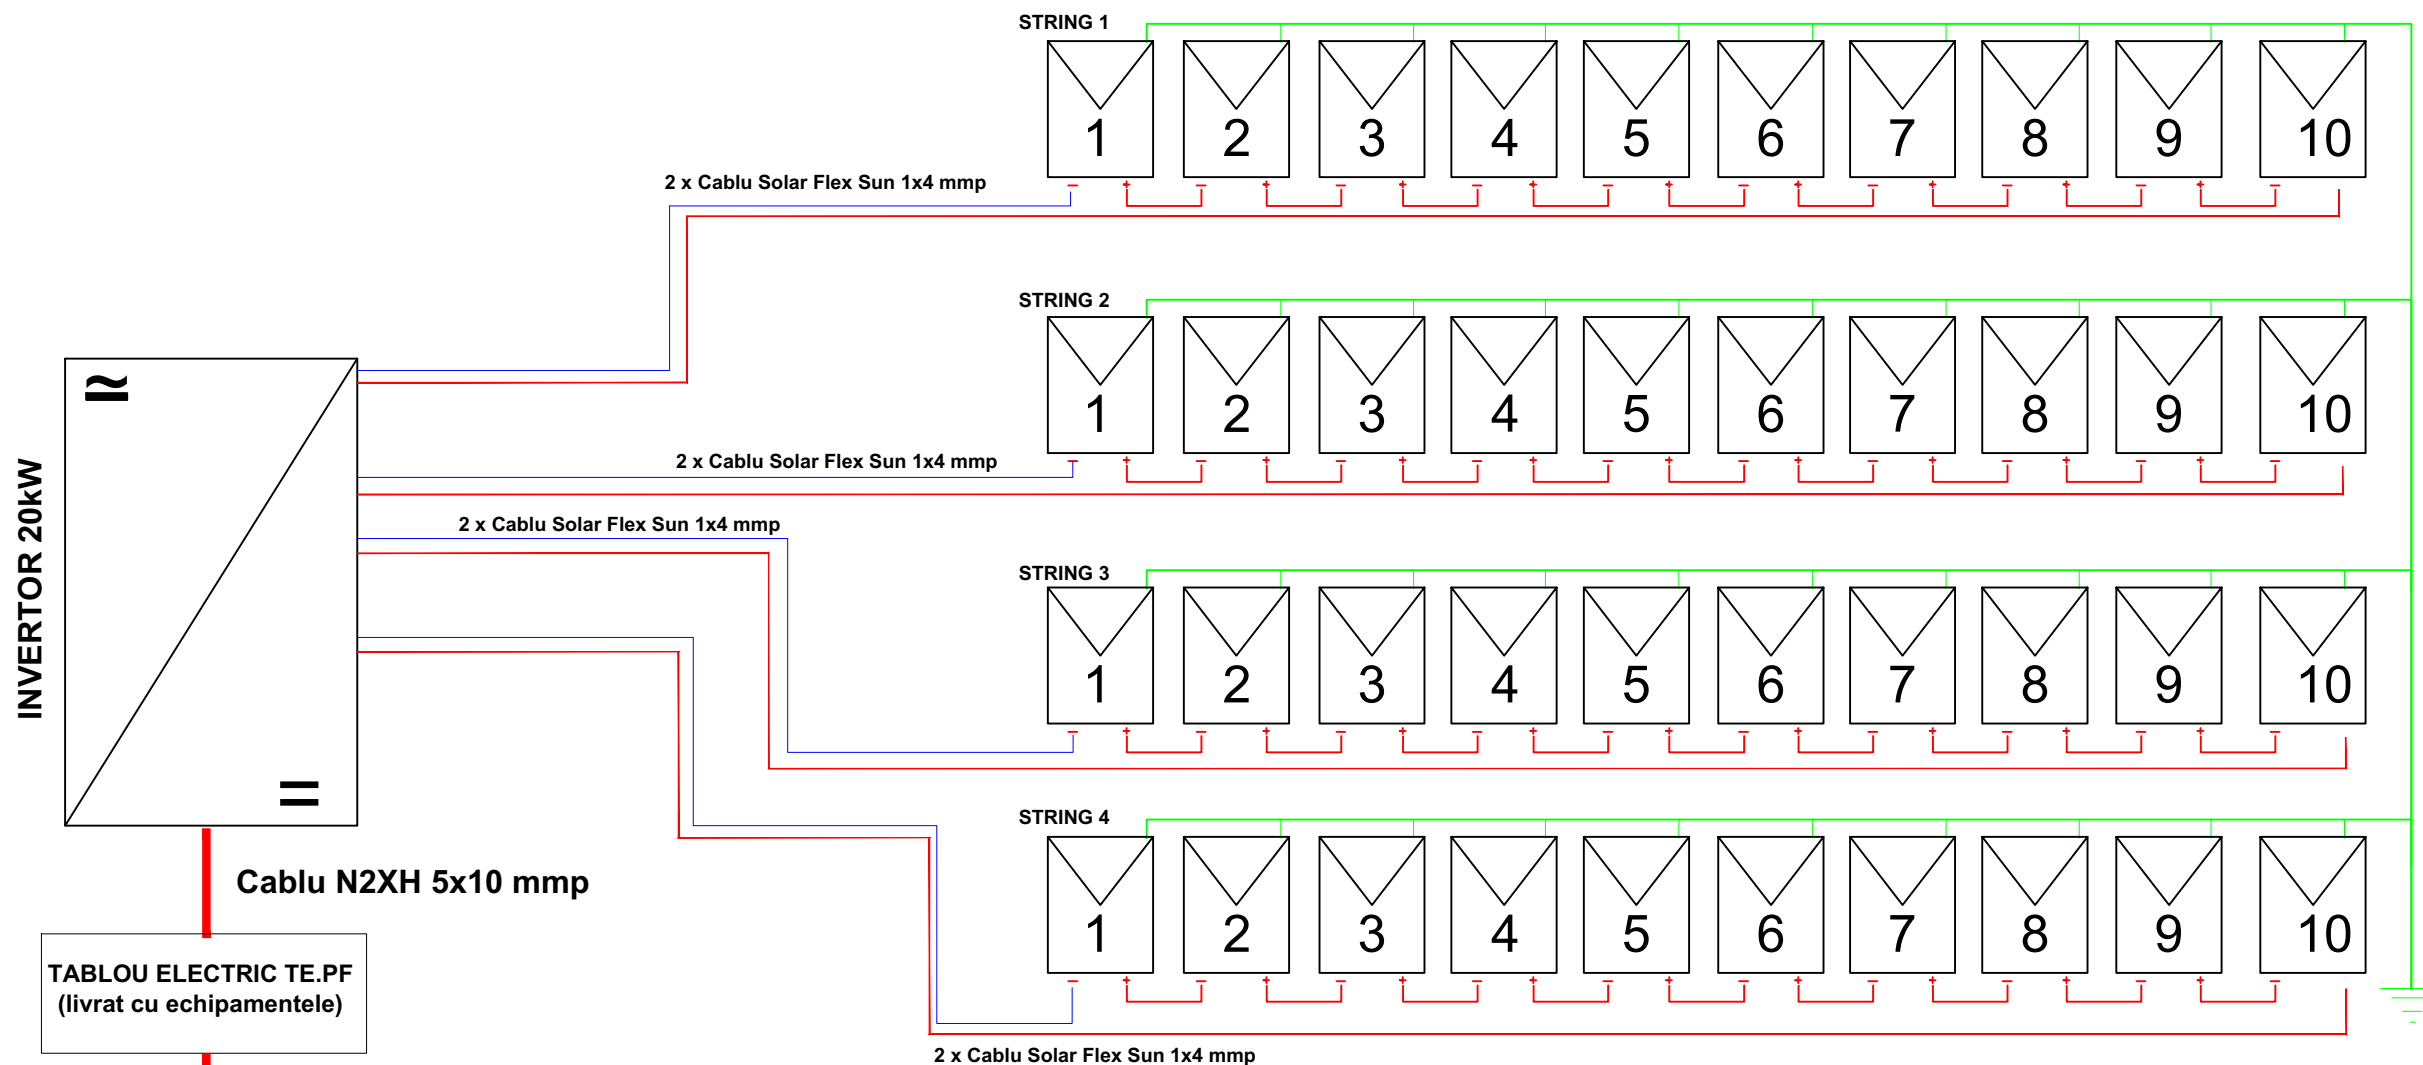 STRING 1
1 2 3 4 5 6 7 8 9 10
2 x Cablu Solar Flex Sun 1x4 mmp
- + - + - + - + - + - + - + - + - + -
STRING 2
1 2 3 4 5 6 7 8 9 10
2 x Cablu Solar Flex Sun 1x4 mmp
- + - + - + - + - + - + - + - + - + -
2 x Cablu Solar Flex Sun 1x4 mmp
STRING 3
1 2 3 4 5 6 7 8 9 10
- + - + - + - + - + - + - + - + - + -
STRING 4
1 2 3 4 5 6 7 8 9 10
- + - + - + - + - + - + - + - + - + -
2 x Cablu Solar Flex Sun 1x4 mmp
INVERTOR 20kW
≃
=
Cablu N2XH 5x10 mmp
TABLOU ELECTRIC TE.PF
(livrat cu echipamentele)